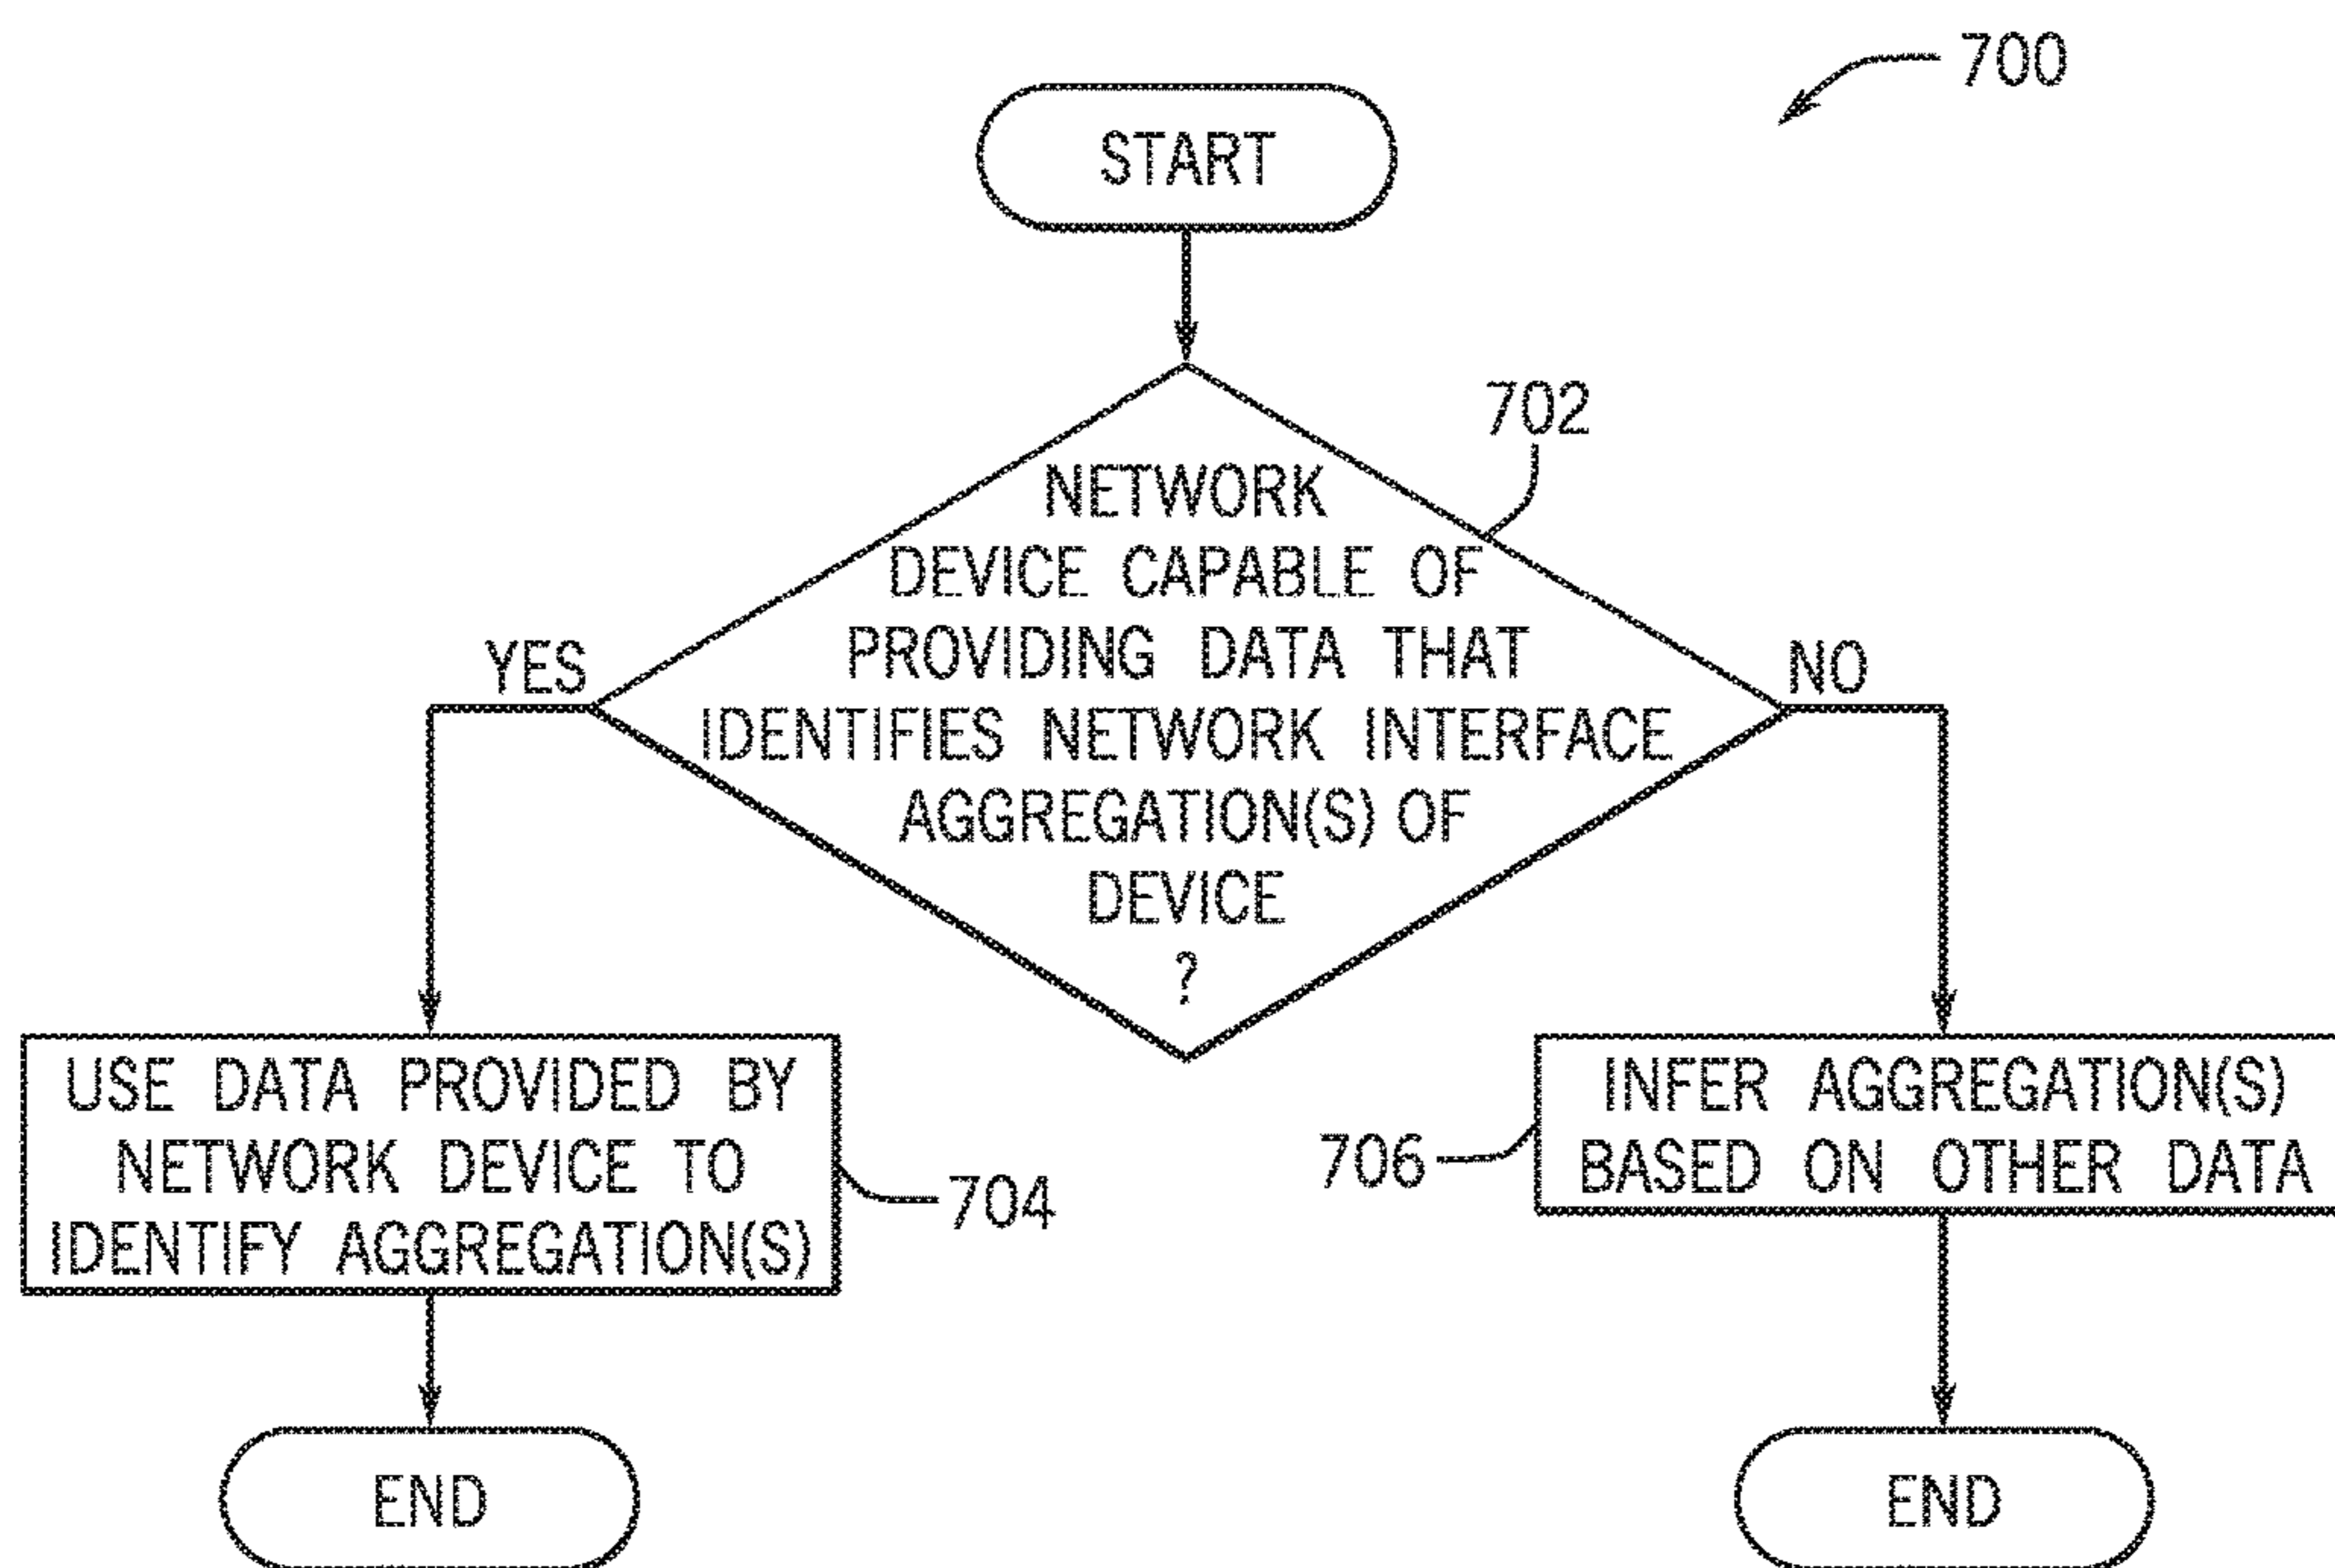 700
START
702
NETWORK
DEVICE CAPABLE OF
PROVIDING DATA THAT
IDENTIFIES NETWORK INTERFACE
AGGREGATION(S) OF
DEVICE
?
YES
NO
USE DATA PROVIDED BY
NETWORK DEVICE TO
IDENTIFY AGGREGATION(S)
704
706
INFER AGGREGATION(S)
BASED ON OTHER DATA
END
END